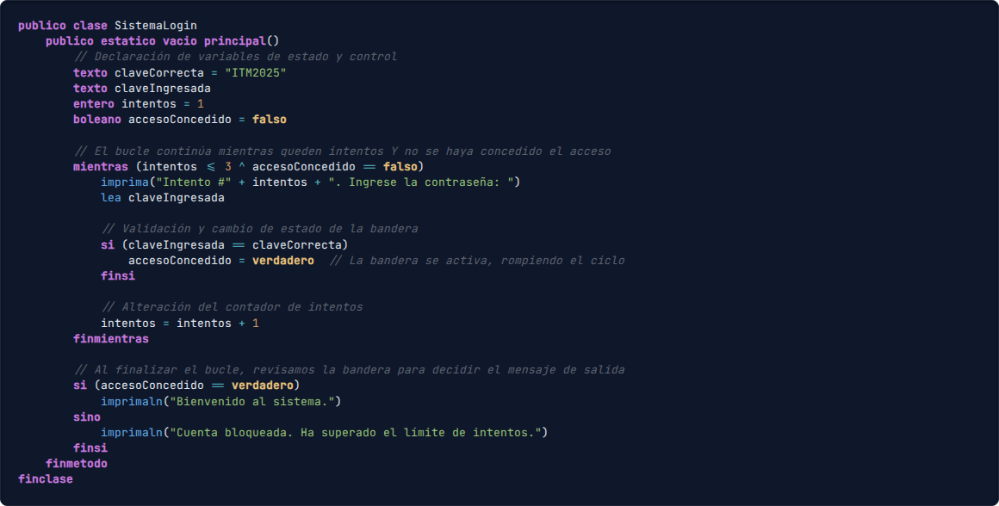 publico clase SistemaLogin
publico estatico vacio principal()
// Declaración de variables de estado y control
texto claveCorrecta = "ITM2025"
texto claveIngresada
entero intentos = 1
boleano accesoConcedido = falso
// El bucle continúa mientras queden intentos Y no se haya concedido el acceso
mientras (intentos <= 3 ^ accesoConcedido == falso)
imprima("Intento #" + intentos + ". Ingrese la contraseña: ")
lea claveIngresada
// Validación y cambio de estado de la bandera
si (claveIngresada == claveCorrecta)
accesoConcedido = verdadero // La bandera se activa, rompiendo el ciclo
finsi
// Alteración del contador de intentos
intentos = intentos + 1
finmientras
// Al finalizar el bucle, revisamos la bandera para decidir el mensaje de salida
si (accesoConcedido == verdadero)
imprimaln("Bienvenido al sistema.")
sino
imprimaln("Cuenta bloqueada. Ha superado el límite de intentos.")
finsi
finmetodo
finclase